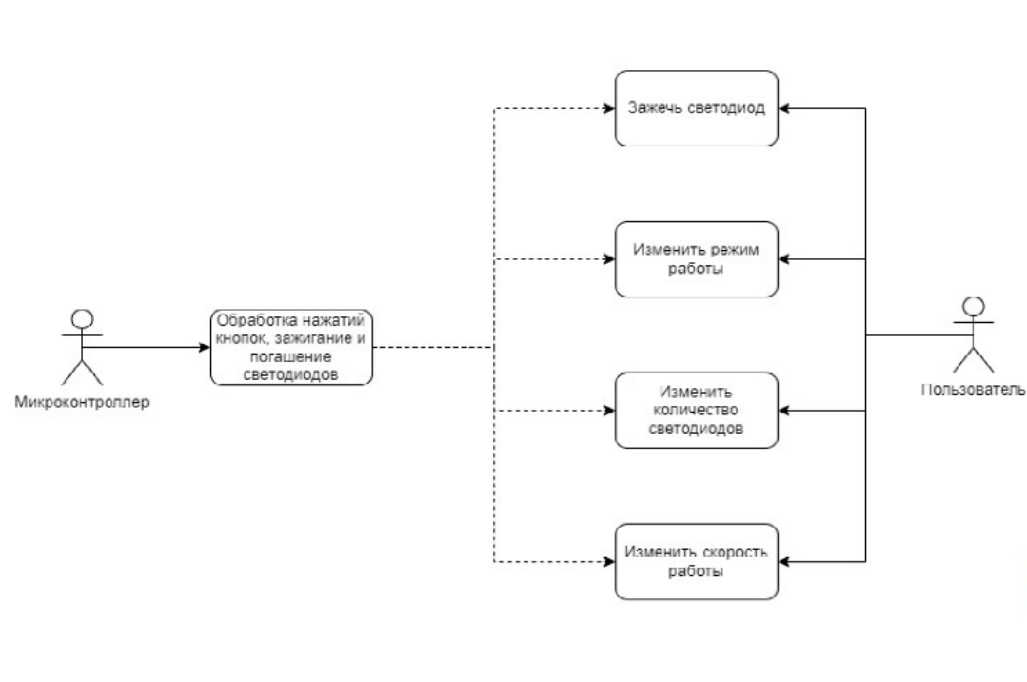 Зажечь светодиод
Изменить режим
работы
Обработка нажатий
кнопок, зажигание и
погашение
светодиодов
Микроконтроллер
Пользователь
Изменить
количество
светодиодов
Изменить скорость
работы